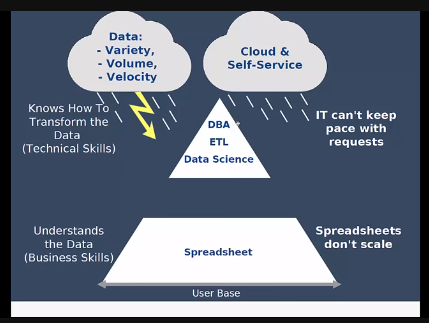 Data:
- Variety,
- Volume,
- Velocity
Cloud &
Self-Service
Knows How To
Transform the
Data
(Technical Skills)
DBA
ETL
Data Science
IT can't keep
pace with
requests
Understands
the Data
(Business Skills)
Spreadsheet
Spreadsheets
don't scale
User Base